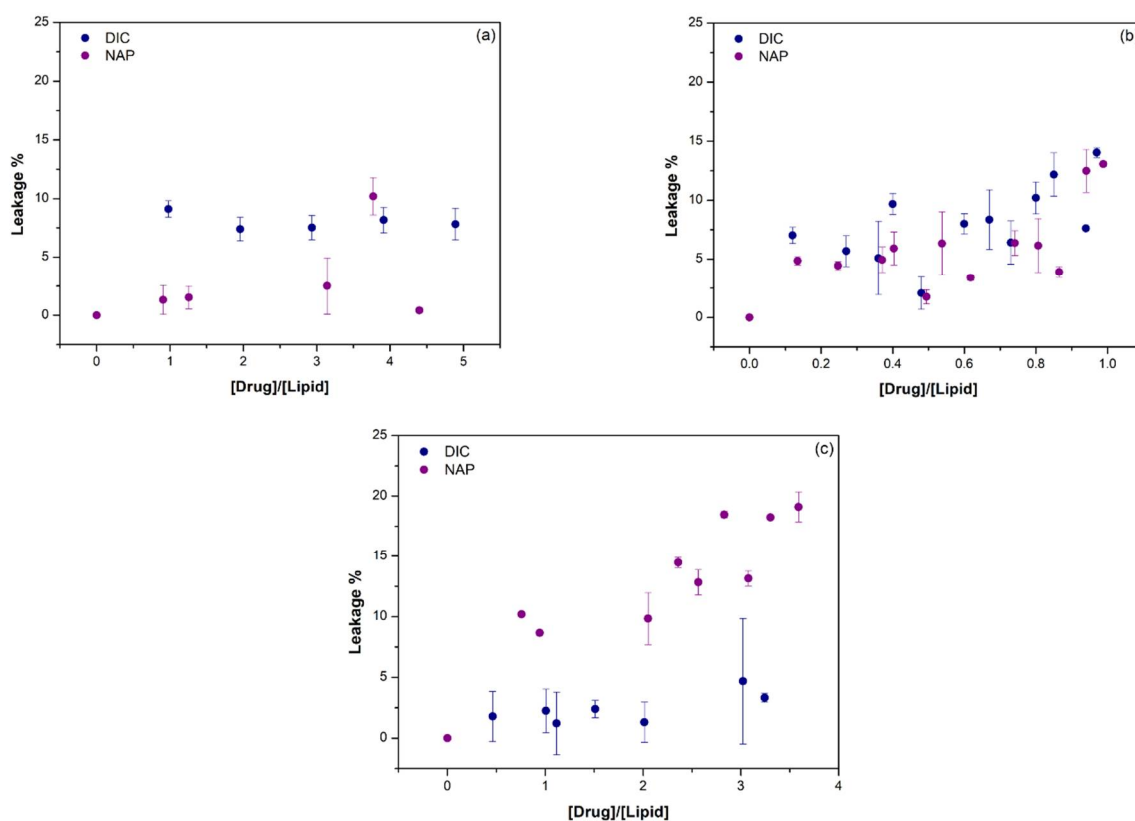 (a)
DIC
NAP
25
20
15
10
5
0
Leakage %
0 1 2 3 4 5
[Drug]/[Lipid]
(b)
DIC
NAP
25
20
15
10
5
0
Leakage %
0.0 0.2 0.4 0.6 0.8 1.0
[Drug]/[Lipid]
(c)
DIC
NAP
25
20
15
10
5
0
Leakage %
0 1 2 3 4
[Drug]/[Lipid]